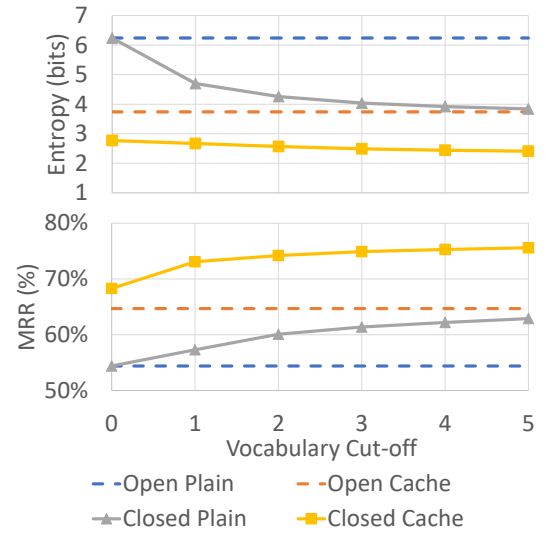 Entropy (bits)
7
6
5
4
3
2
1
MRR (%)
80%
70%
60%
50%
0 1 2 3 4 5
Vocabulary Cut-off
Open Plain Open Cache
Closed Plain Closed Cache